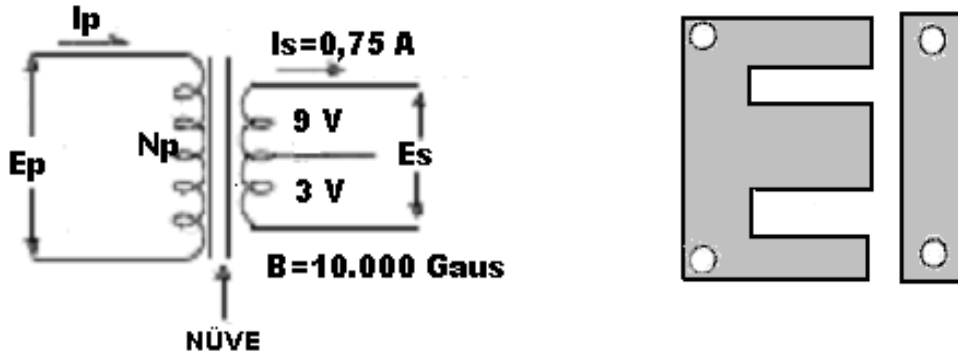 Ip
Is=0,75 A
9 V
Ep
Np
Es
3 V
B=10.000 Gaus
NÜVE